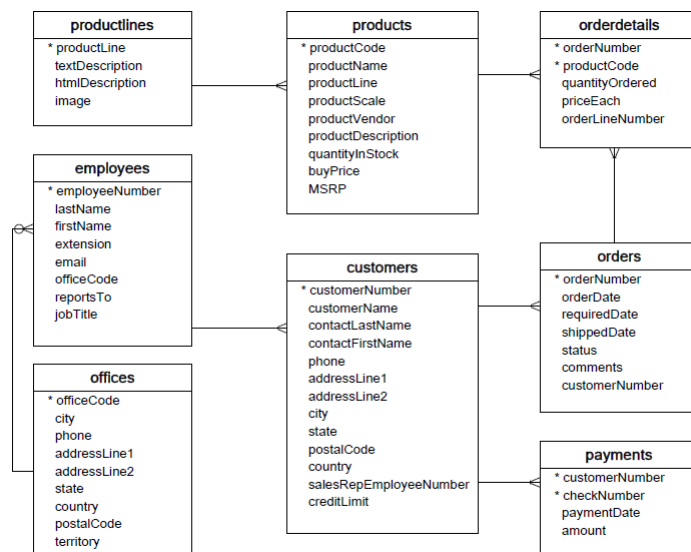 productlines
* productLine
textDescription
htmlDescription
image
products
* productCode
productName
productLine
productScale
productVendor
productDescription
quantityInStock
buyPrice
MSRP
orderdetails
* orderNumber
* productCode
quantityOrdered
priceEach
orderLineNumber
employees
* employeeNumber
lastName
firstName
extension
email
officeCode
reportsTo
jobTitle
customers
* customerNumber
customerName
contactLastName
contactFirstName
phone
addressLine1
addressLine2
city
state
postalCode
country
salesRepEmployeeNumber
creditLimit
orders
* orderNumber
orderDate
requiredDate
shippedDate
status
comments
customerNumber
offices
* officeCode
city
phone
addressLine1
addressLine2
state
country
postalCode
territory
payments
* customerNumber
* checkNumber
paymentDate
amount